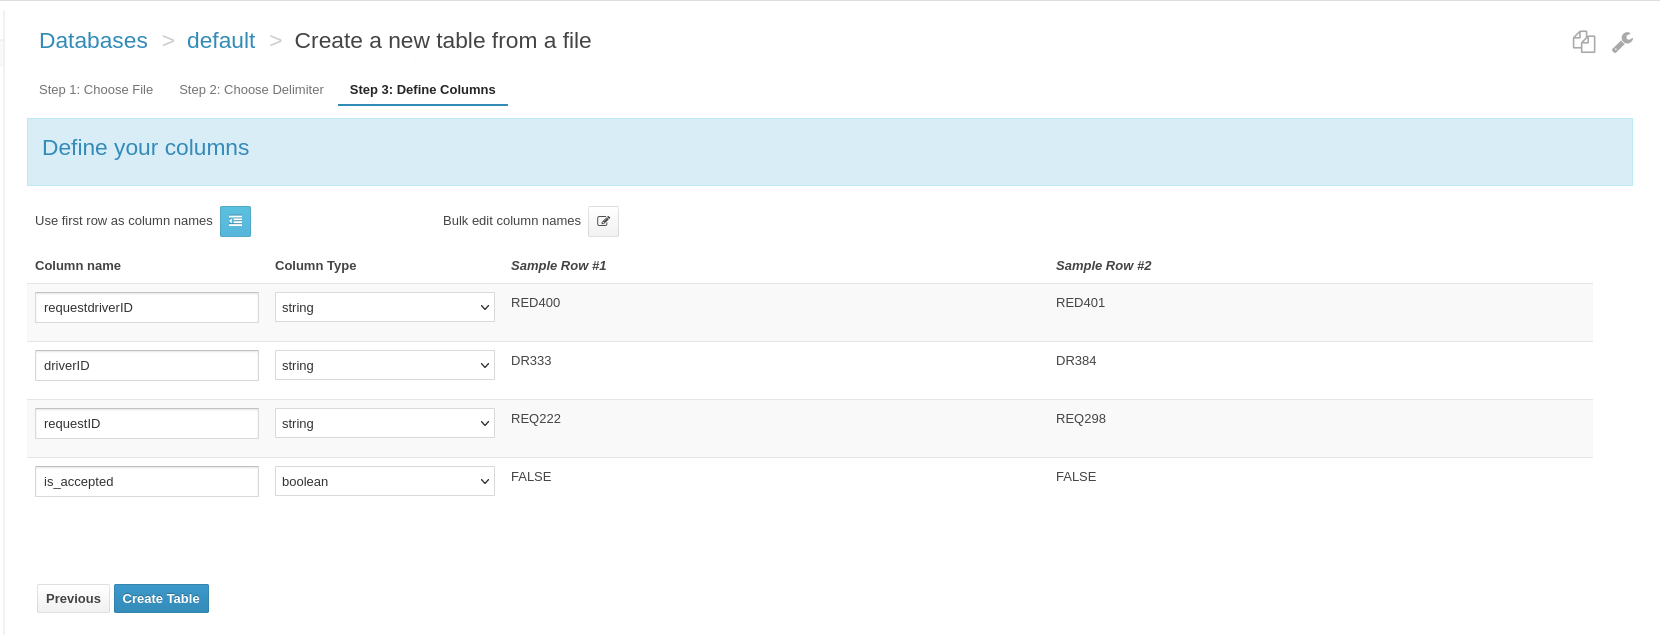 Databases > default > Create a new table from a file
Step 1: Choose File Step 2: Choose Delimiter Step 3: Define Columns
Define your columns
Use first row as column names Bulk edit column names
Column name Column Type Sample Row #1 Sample Row #2
requestdriverID string RED400 RED401
driverID string DR333 DR384
requestID string REQ222 REQ298
is_accepted boolean FALSE FALSE
Previous Create Table